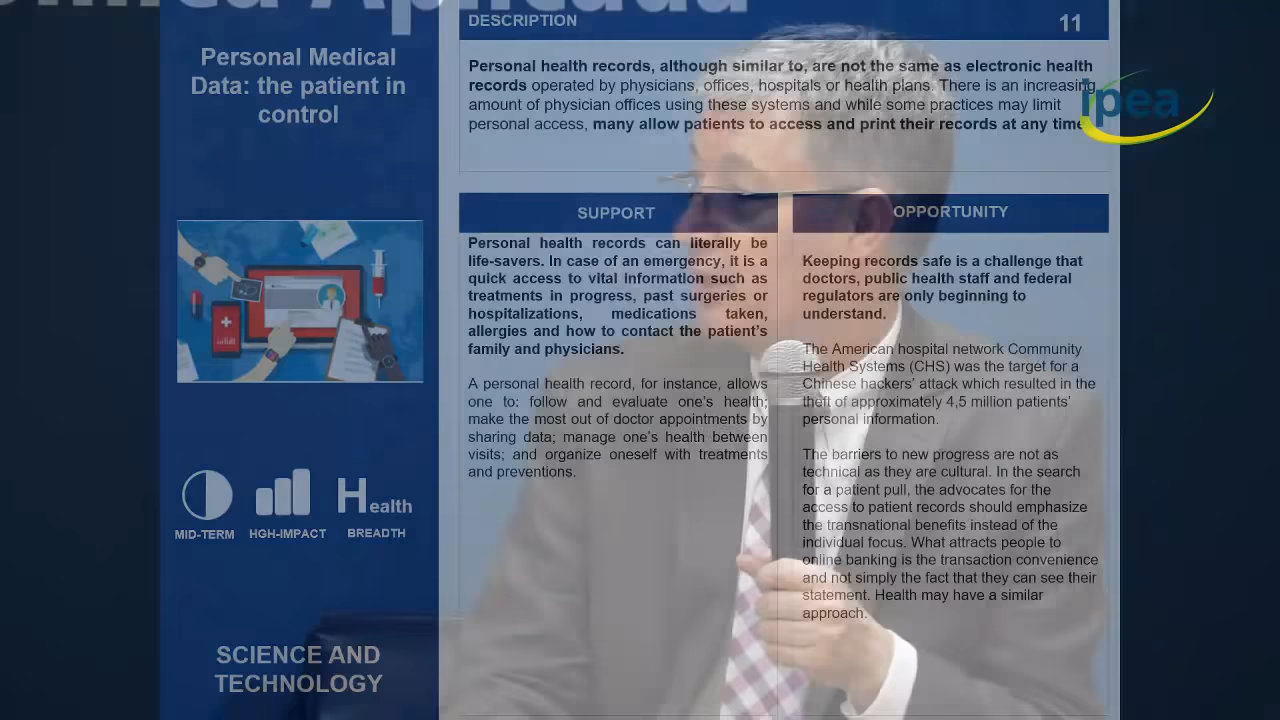 Personal Medical
Data: the patient in
control
MID-TERM
HGH-IMPACT
Health
BREADTH
SCIENCE AND
TECHNOLOGY
DESCRIPTION
11
Personal health records, although similar to, are not the same as electronic health
records operated by physicians, offices, hospitals or health plans. There is an increasing
amount of physician offices using these systems and while some practices may limit
personal access, many allow patients to access and print their records at any time
ipea
SUPPORT
Personal health records can literally be
life-savers. In case of an emergency, it is a
quick access to vital information such as
treatments in progress, past surgeries or
hospitalizations, medications taken,
allergies and how to contact the patient's
family and physicians.
A personal health record, for instance, allows
one to: follow and evaluate one's health;
make the most out of doctor appointments by
sharing data; manage one's health between
visits; and organize oneself with treatments
and preventions.
OPPORTUNITY
Keeping records safe is a challenge that
doctors, public health staff and federal
regulators are only beginning to
understand.
The American hospital network Community
Health Systems (CHS) was the target for a
Chinese hackers' attack which resulted in the
theft of approximately 4,5 million patients'
personal information.
The barriers to new progress are not as
technical as they are cultural. In the search
for a patient pull, the advocates for the
access to patient records should emphasize
the transnational benefits instead of the
individual focus. What attracts people to
online banking is the transaction convenience
and not simply the fact that they can see their
statement. Health may have a similar
approach.